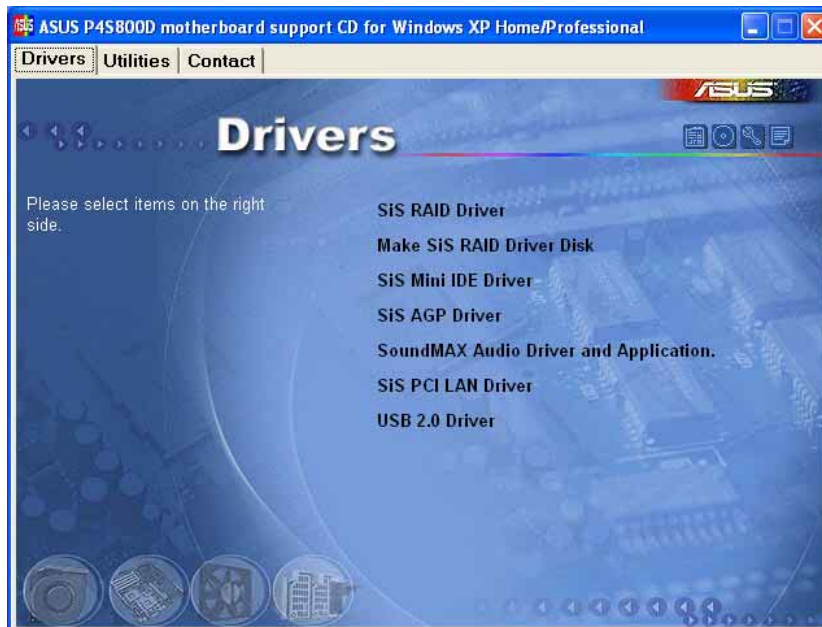 ASUS P4S800D motherboard support CD for Windows XP Home/Professional
Drivers Utilities Contact
ASUS
Drivers
Please select items on the right
side.
SiS RAID Driver
Make SiS RAID Driver Disk
SiS Mini IDE Driver
SiS AGP Driver
SoundMAX Audio Driver and Application.
SiS PCI LAN Driver
USB 2.0 Driver